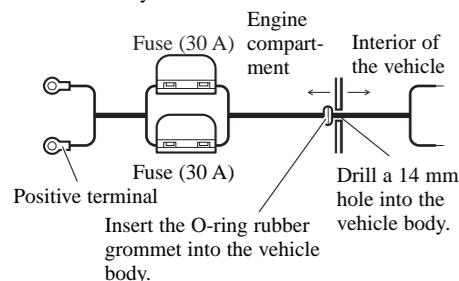 Engine
compart-
ment
Fuse (30 A)
Interior of
the vehicle
Fuse (30 A)
Positive terminal
Drill a 14 mm
hole into the
vehicle body.
Insert the O-ring rubber
grommet into the vehicle
body.